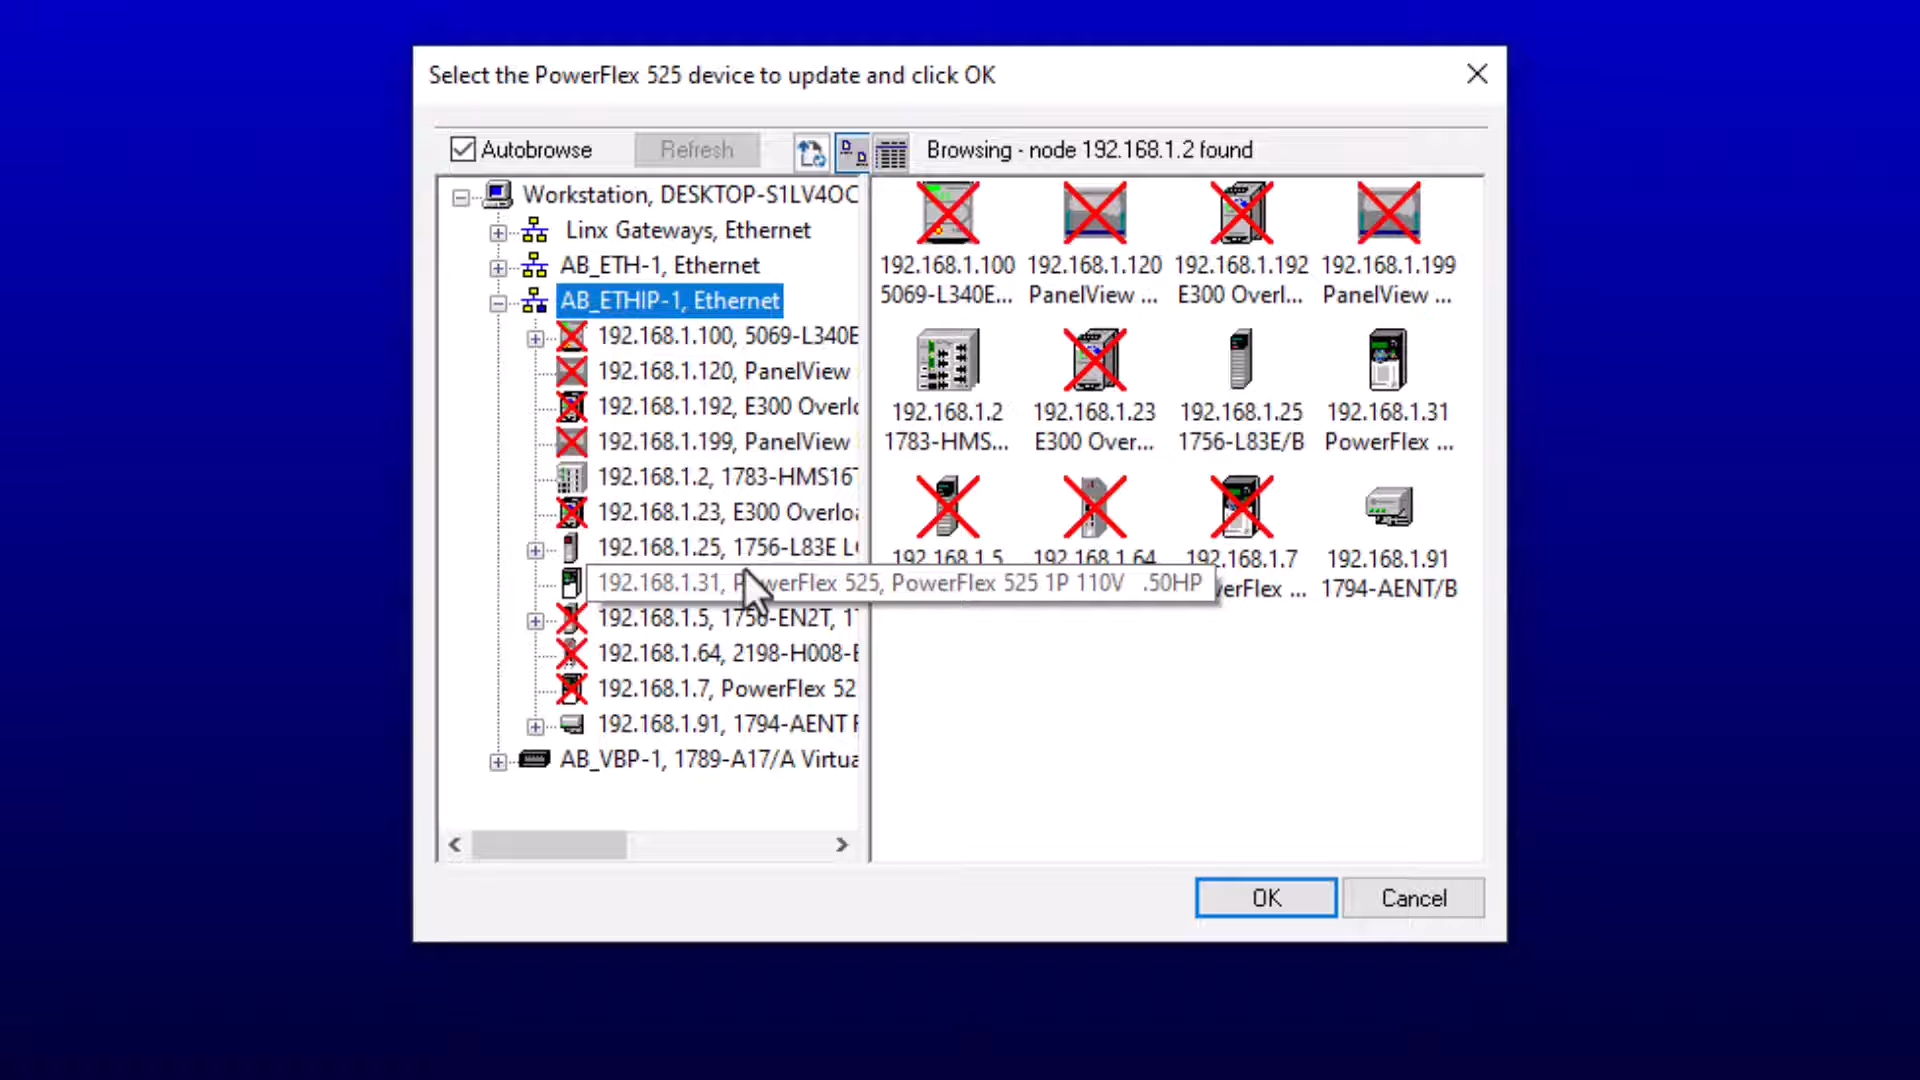 Select the PowerFlex 525 device to update and click OK
Autobrowse
Refresh
Browsing - node 192.168.1.2 found
Workstation, DESKTOP-S1LV4OC
Linx Gateways, Ethernet
AB_ETH-1, Ethernet
AB_ETHIP-1, Ethernet
192.168.1.100, 5069-L340E
192.168.1.120, PanelView
192.168.1.192, E300 Overlo
192.168.1.199, PanelView
192.168.1.2, 1783-HMS16T
192.168.1.23, E300 Overloa
192.168.1.25, 1756-L83E L
192.168.1.31, PowerFlex 525, PowerFlex 525 1P 110V .50HP
192.168.1.5, 1756-EN2T, 1
192.168.1.64, 2198-H008-E
192.168.1.7, PowerFlex 52
192.168.1.91, 1794-AENT F
AB_VBP-1, 1789-A17/A Virtua
192.168.1.100
5069-L340E...
192.168.1.120
PanelView ...
192.168.1.192
E300 Overl...
192.168.1.199
PanelView ...
192.168.1.2
1783-HMS...
192.168.1.23
E300 Over...
192.168.1.25
1756-L83E/B
192.168.1.31
PowerFlex ...
192.168.1.5
192.168.1.64
192.168.1.7
verFlex ...
192.168.1.91
1794-AENT/B
OK
Cancel